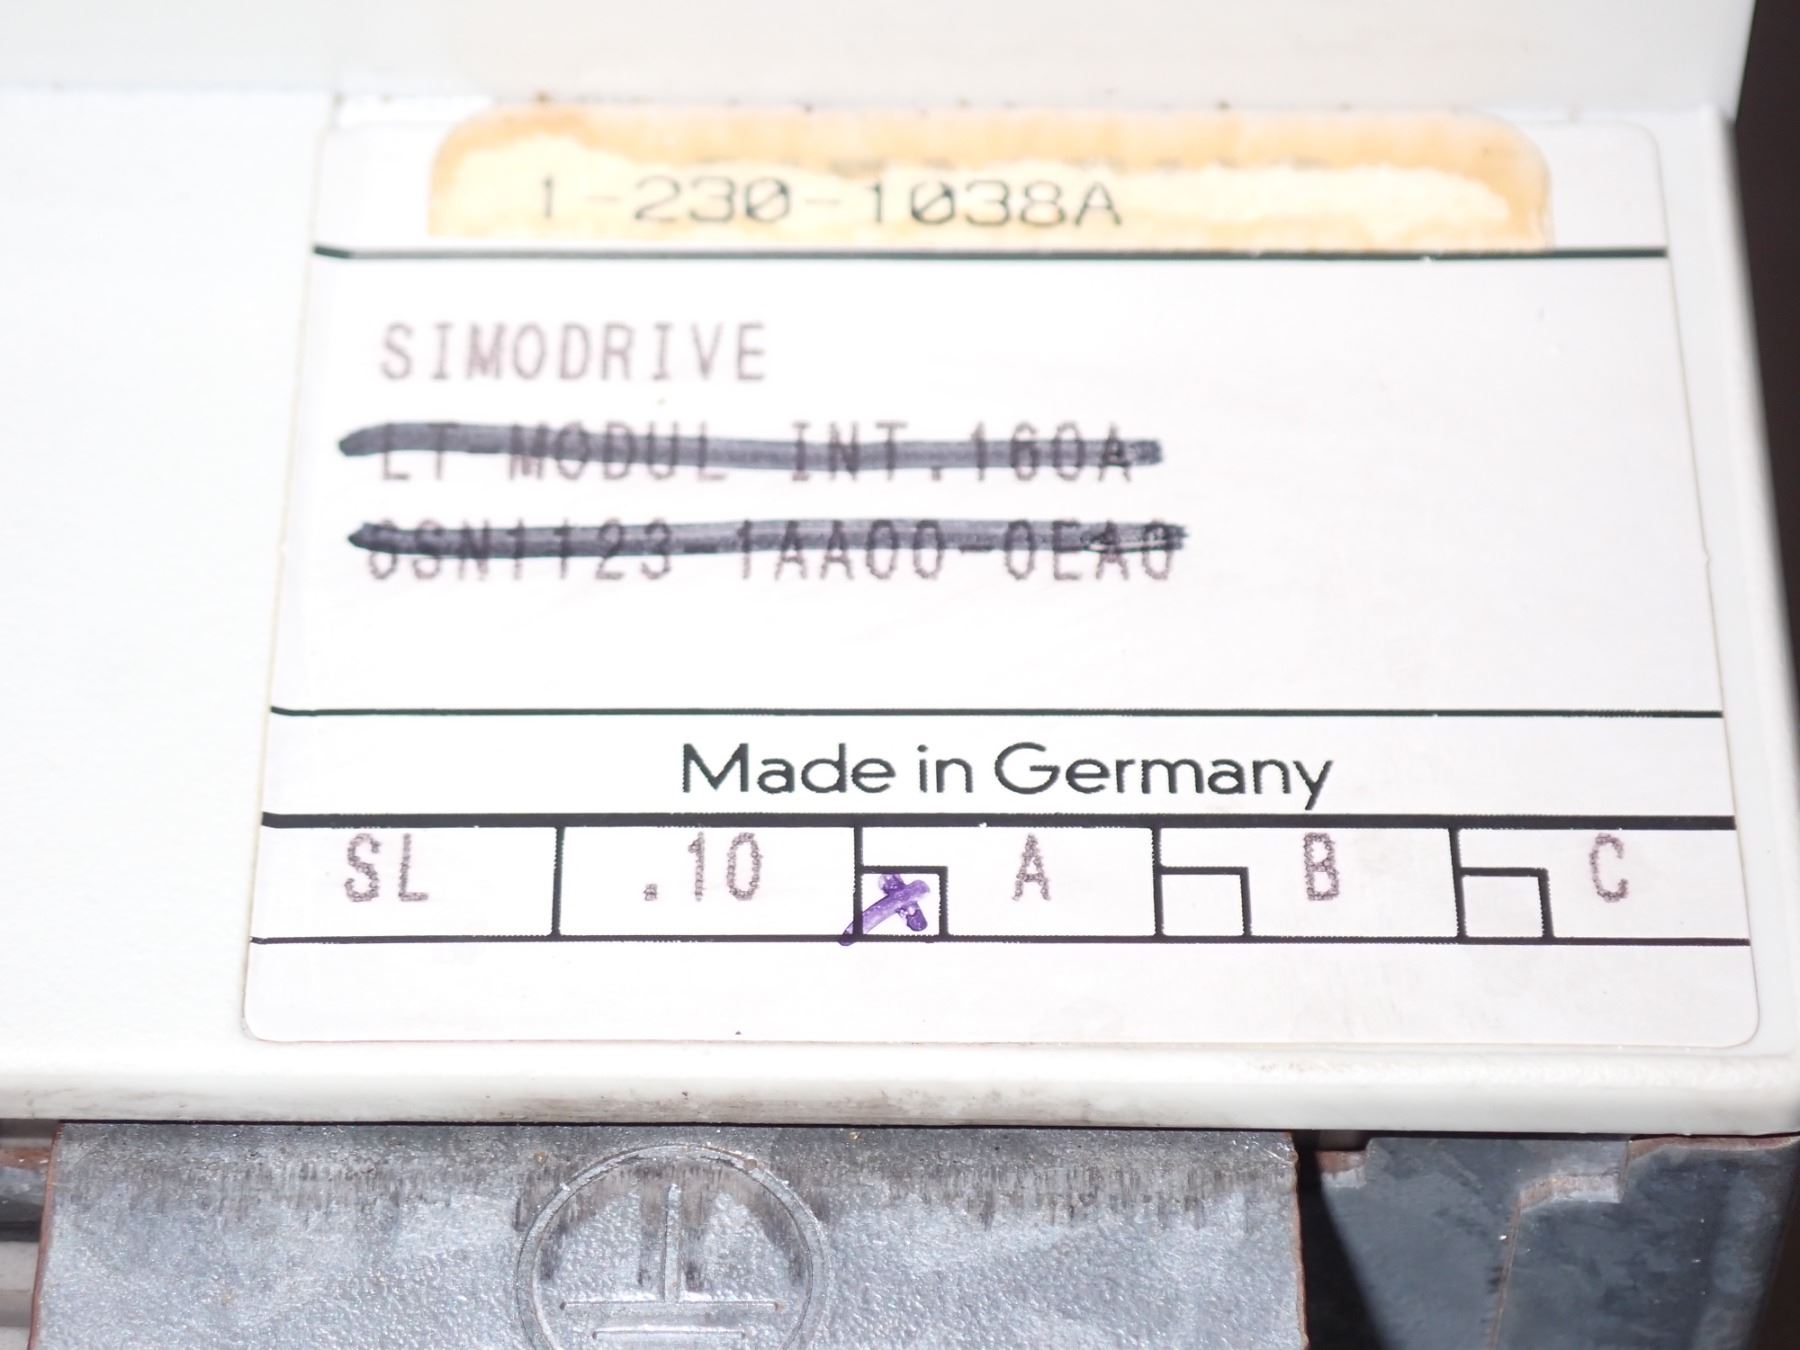 1-230-1038A
SIMODRIVE
LT MODUL INT.160A
6SN1123-1AA00-0EA0
Made in Germany
SL .10 A B C